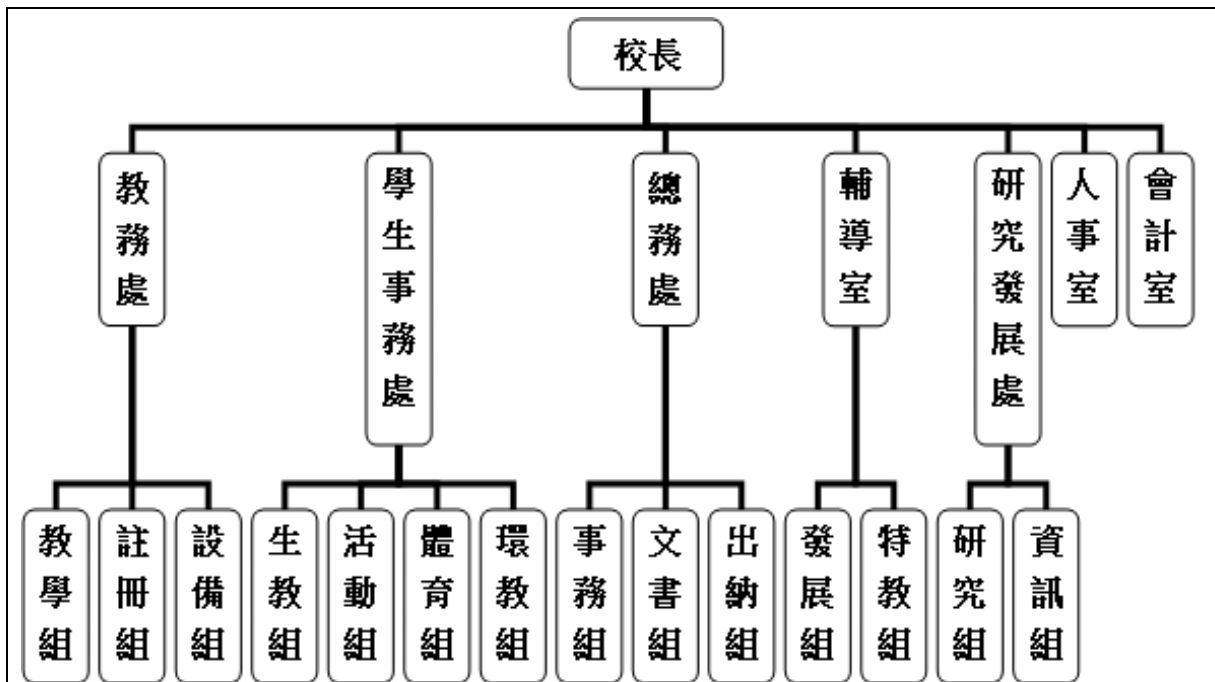 校長
教務處
學生事務處
總務處
輔導室
研究發展處
人事室
會計室
教學組
註冊組
設備組
生教組
活動組
體育組
環教組
事務組
文書組
出納組
發展組
特教組
研究組
資訊組